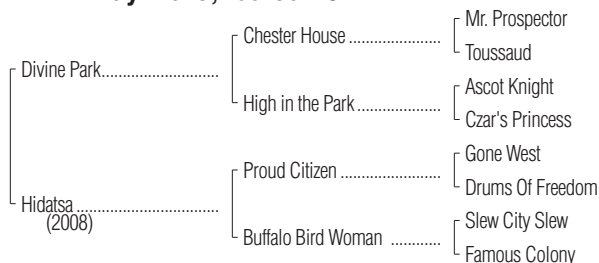 Mr. Prospector
Chester House ....................
Toussaud
Divine Park............................
Ascot Knight
High in the Park .....................
Czar's Princess
Gone West
Proud Citizen .........................
Drums Of Freedom
Hidatsa ...................................
(2008)
Slew City Slew
Buffalo Bird Woman ............
Famous Colony